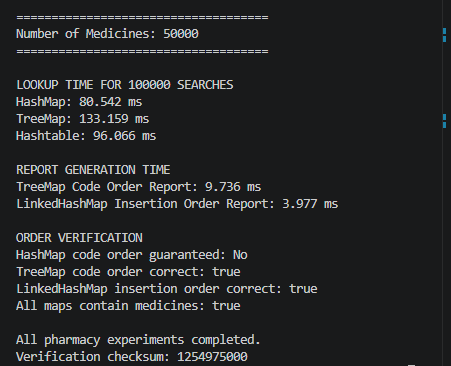 ====================================
Number of Medicines: 50000
====================================
LOOKUP TIME FOR 100000 SEARCHES
HashMap: 80.542 ms
TreeMap: 133.159 ms
Hashtable: 96.066 ms
REPORT GENERATION TIME
TreeMap Code Order Report: 9.736 ms
LinkedHashMap Insertion Order Report: 3.977 ms
ORDER VERIFICATION
HashMap code order guaranteed: No
TreeMap code order correct: true
LinkedHashMap insertion order correct: true
All maps contain medicines: true
All pharmacy experiments completed.
Verification checksum: 1254975000